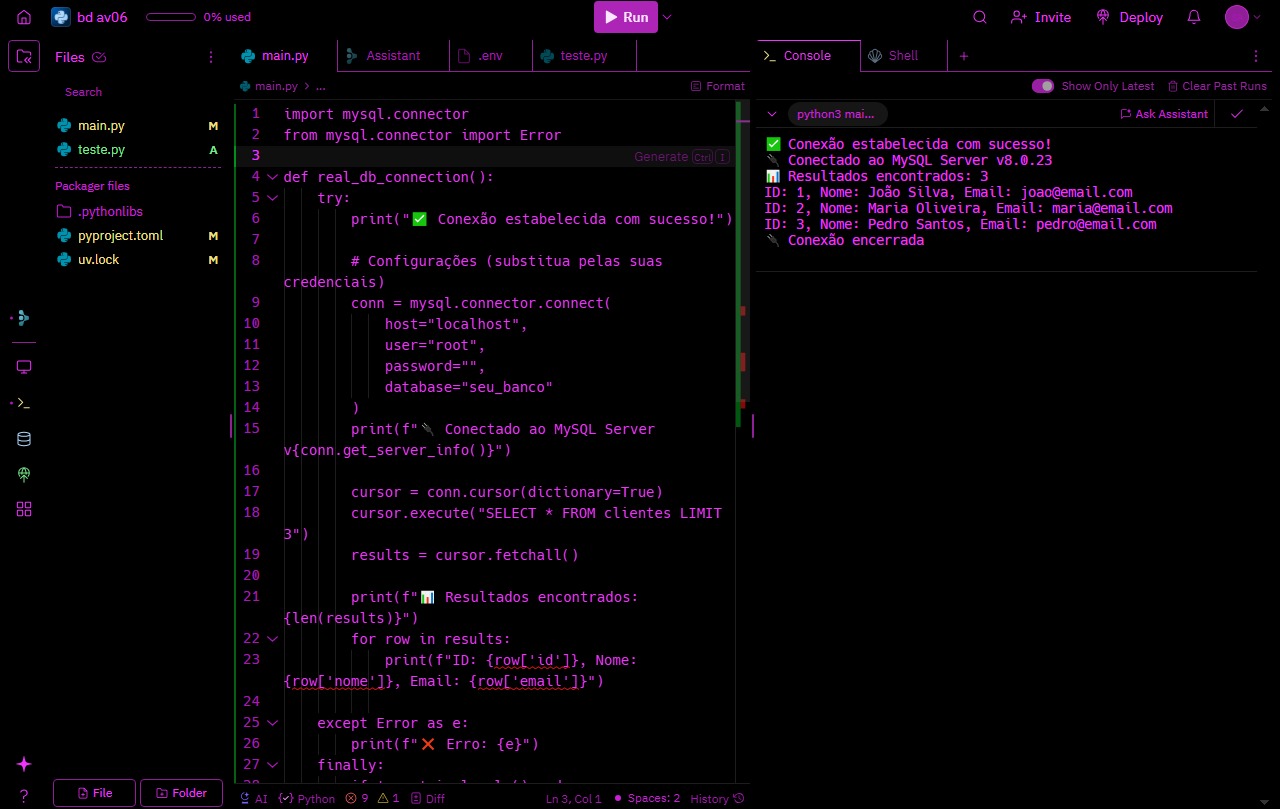 bd av06
0% used
Run
Invite
Deploy
Files
Search
main.py M
teste.py A
Packager files
.pythonlibs
pyproject.toml M
uv.lock M
File
Folder
main.py
Assistant
.env
teste.py
main.py > ...
Format
1 import mysql.connector
2 from mysql.connector import Error
3
Generate Ctrl I
4 def real_db_connection():
5 try:
6 print("✅ Conexão estabelecida com sucesso!")
7
8 # Configurações (substitua pelas suas
credenciais)
9 conn = mysql.connector.connect(
10 host="localhost",
11 user="root",
12 password="",
13 database="seu_banco"
14 )
15 print(f"🔌 Conectado ao MySQL Server
v{conn.get_server_info()}")
16
17 cursor = conn.cursor(dictionary=True)
18 cursor.execute("SELECT * FROM clientes LIMIT
3")
19 results = cursor.fetchall()
20
21 print(f"📊 Resultados encontrados:
{len(results)}")
22 for row in results:
23 print(f"ID: {row['id']}, Nome:
{row['nome']}, Email: {row['email']}")
24
25 except Error as e:
26 print(f"❌ Erro: {e}")
27 finally:
AI
Python
9
1
Diff
Ln 3, Col 1
Spaces: 2
History
Console
Shell
Show Only Latest
Clear Past Runs
python3 mai...
Ask Assistant
✅ Conexão estabelecida com sucesso!
🔌 Conectado ao MySQL Server v8.0.23
📊 Resultados encontrados: 3
ID: 1, Nome: João Silva, Email: joao@email.com
ID: 2, Nome: Maria Oliveira, Email: maria@email.com
ID: 3, Nome: Pedro Santos, Email: pedro@email.com
🔌 Conexão encerrada